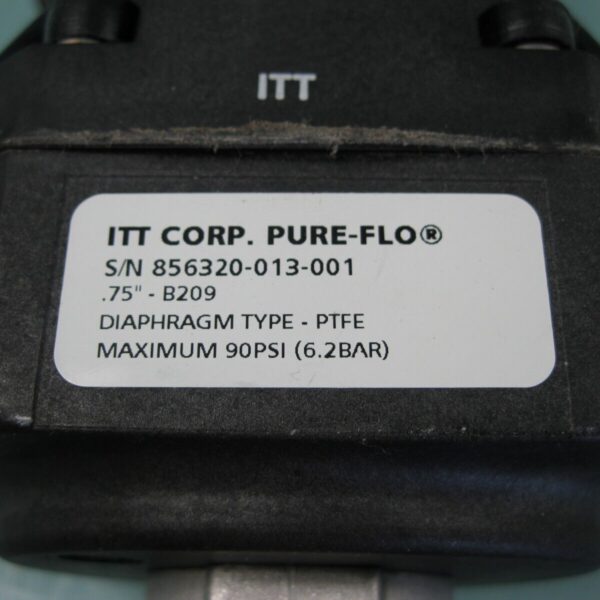 ITT
ITT CORP. PURE-FLO®
S/N 856320-013-001
.75" - B209
DIAPHRAGM TYPE - PTFE
MAXIMUM 90PSI (6.2BAR)